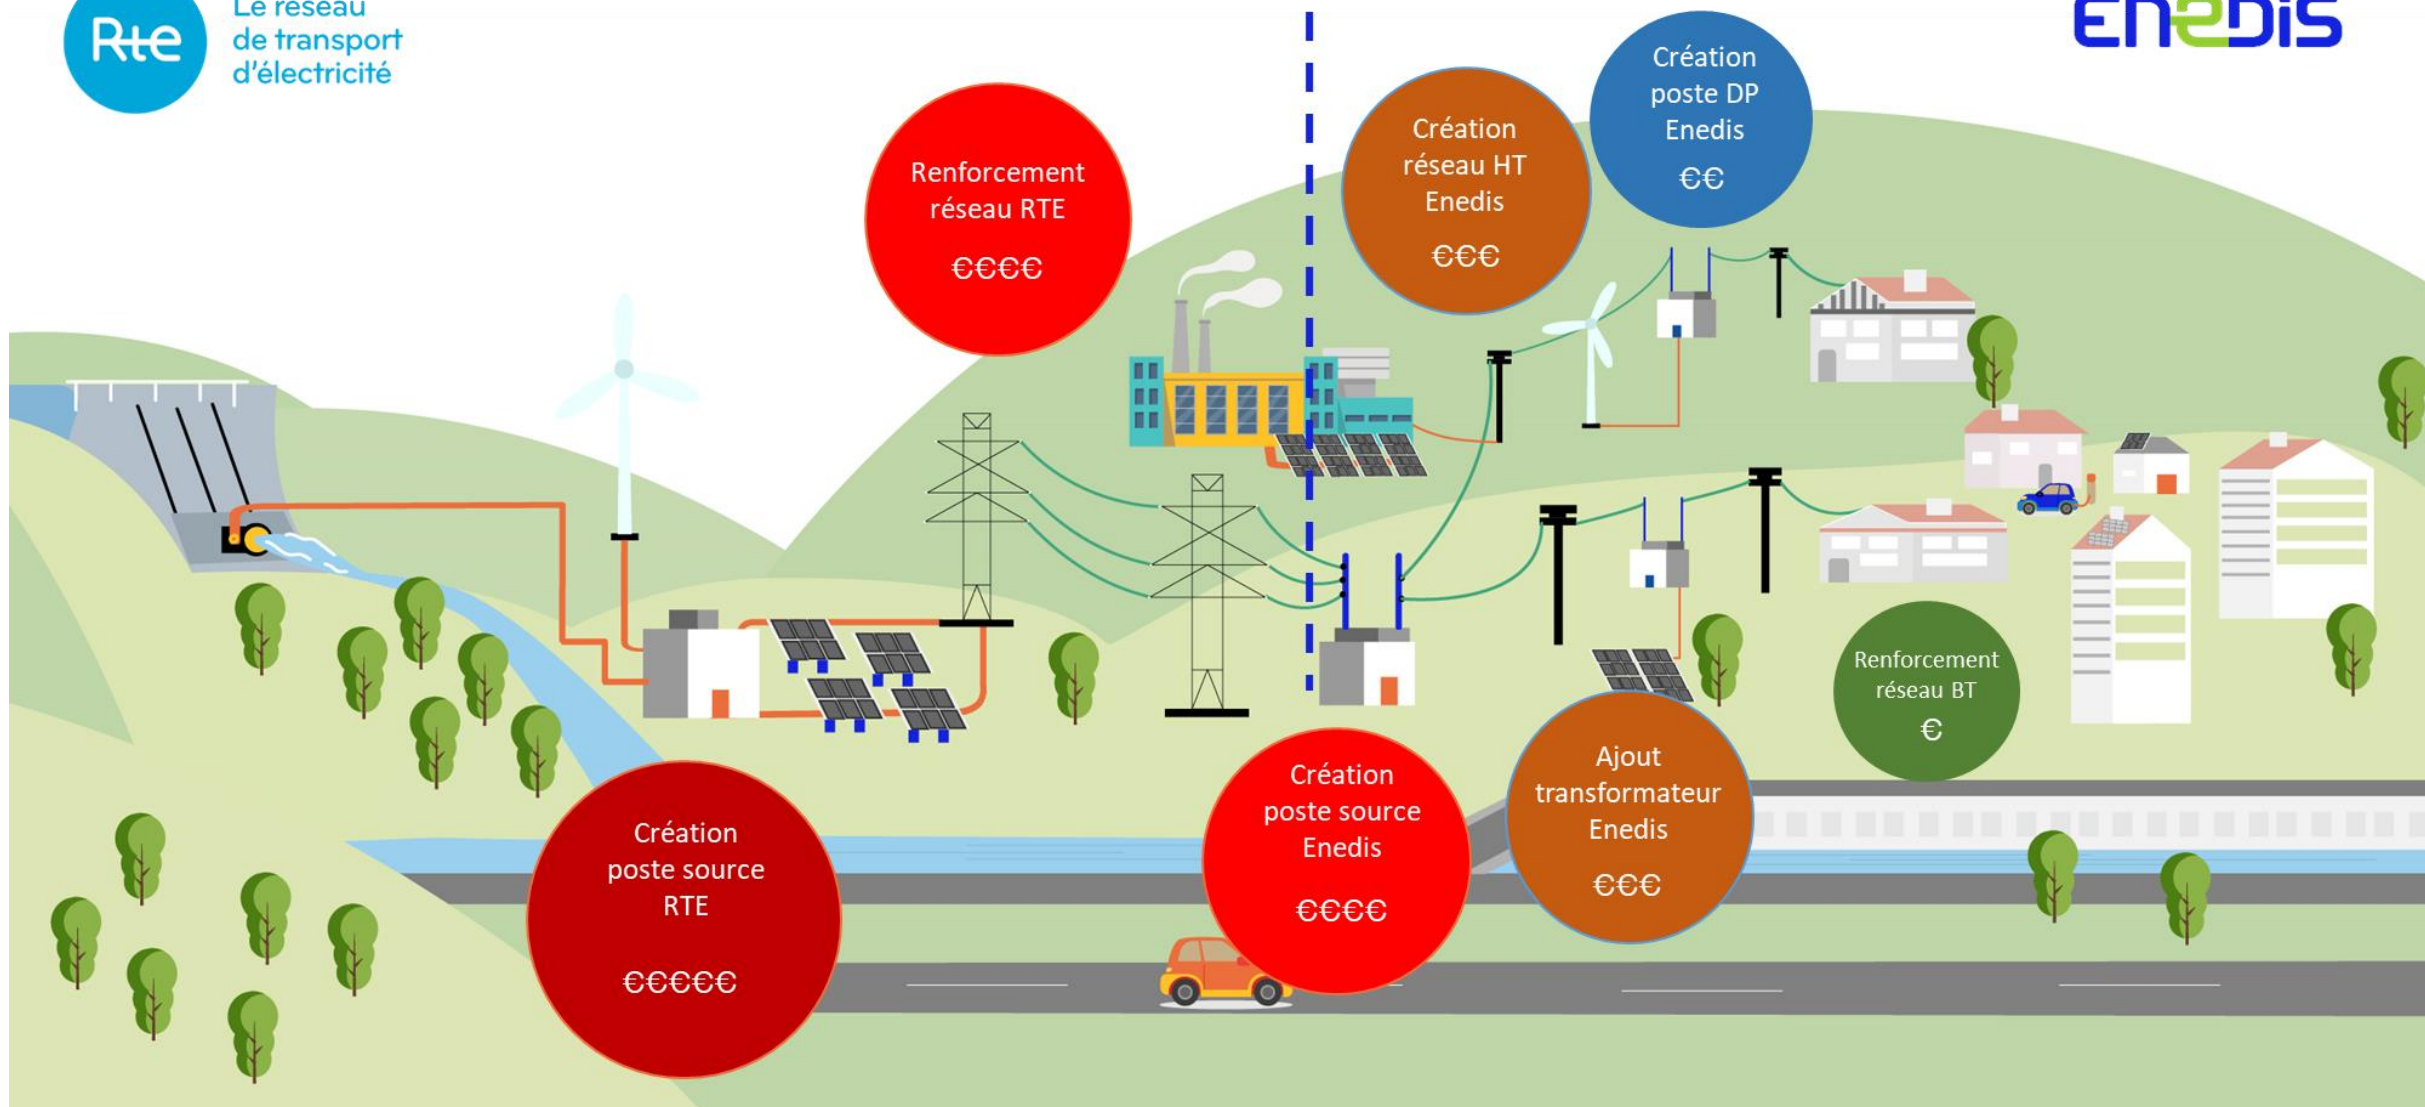 Rte
Le réseau
de transport
d'électricité
Enedis
Renforcement
réseau RTE
€€€€
Création
réseau HT
Enedis
€€€
Création
poste DP
Enedis
€€
Renforcement
réseau BT
€
Création
poste source
RTE
€€€€€
Création
poste source
Enedis
€€€€
Ajout
transformateur
Enedis
€€€